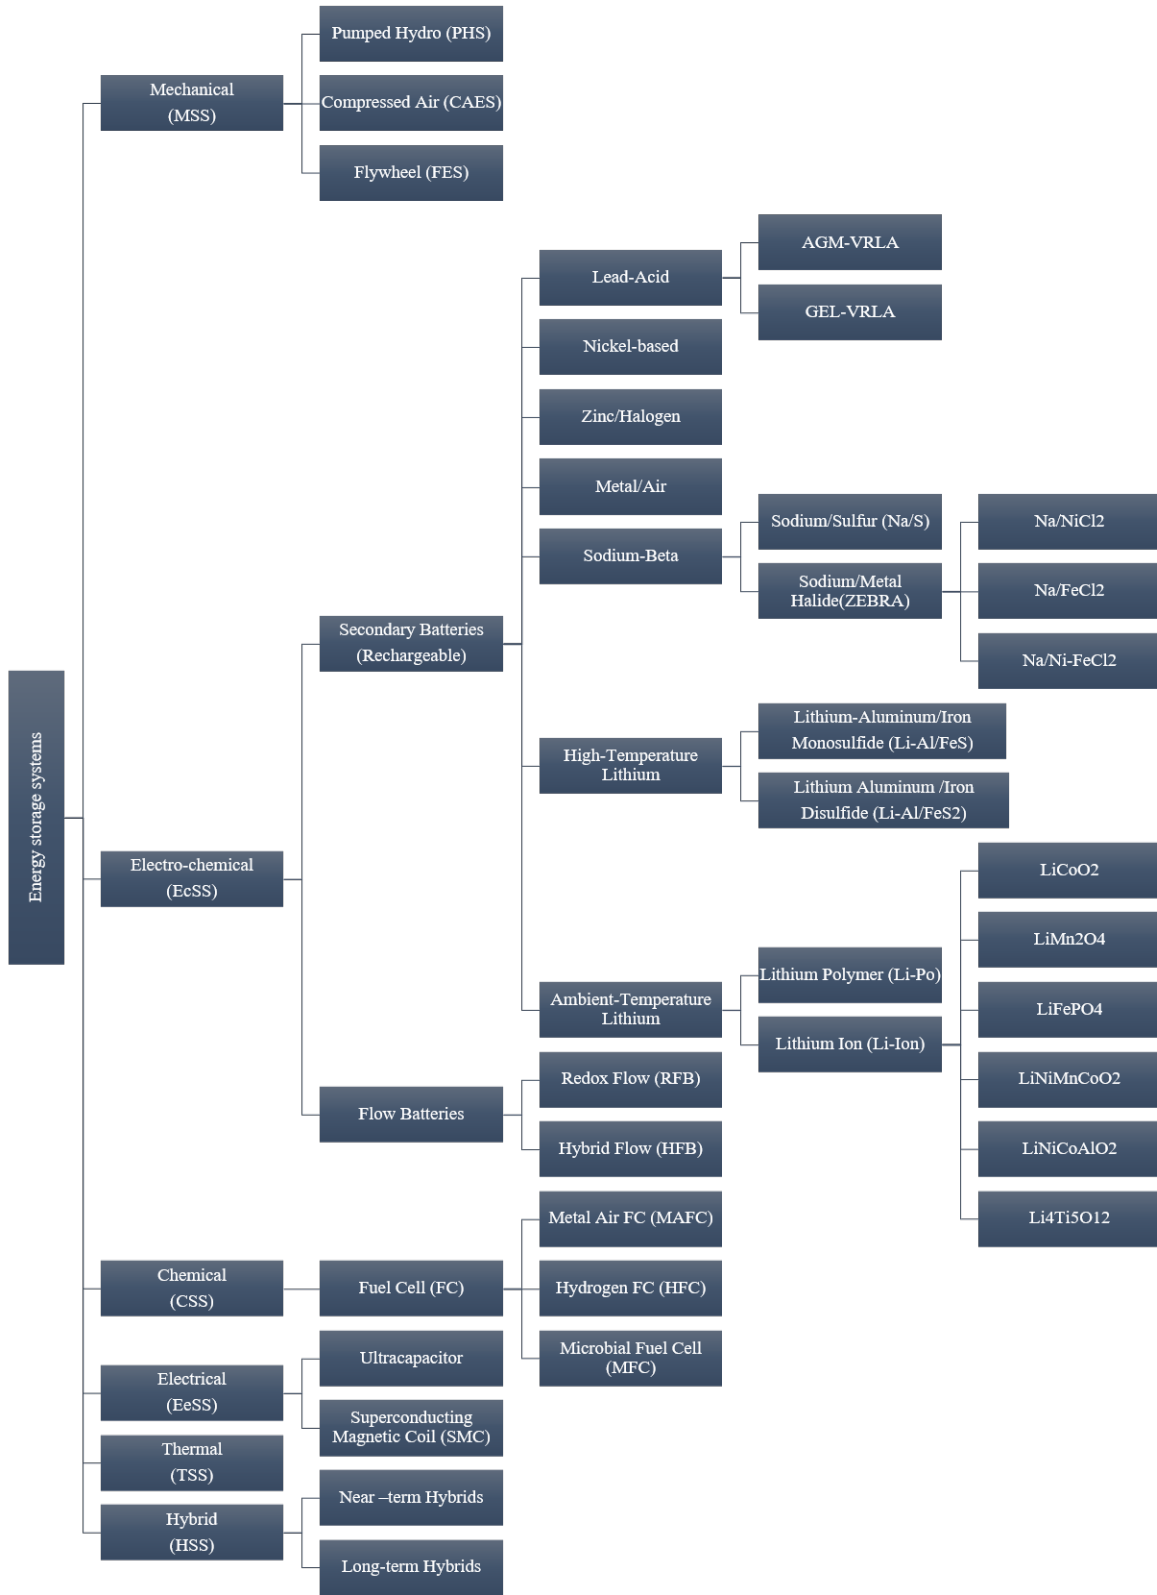 Energy storage systems
Mechanical
(MSS)
Pumped Hydro (PHS)
Compressed Air (CAES)
Flywheel (FES)
Electro-chemical
(EcSS)
Secondary Batteries
(Rechargeable)
Lead-Acid
AGM-VRLA
GEL-VRLA
Nickel-based
Zinc/Halogen
Metal/Air
Sodium-Beta
Sodium/Sulfur (Na/S)
Sodium/Metal
Halide(ZEBRA)
Na/NiCl2
Na/FeCl2
Na/Ni-FeCl2
High-Temperature
Lithium
Lithium-Aluminum/Iron
Monosulfide (Li-Al/FeS)
Lithium Aluminum /Iron
Disulfide (Li-Al/FeS2)
Ambient-Temperature
Lithium
Lithium Polymer (Li-Po)
Lithium Ion (Li-Ion)
LiCoO2
LiMn2O4
LiFePO4
LiNiMnCoO2
LiNiCoAlO2
Li4Ti5O12
Flow Batteries
Redox Flow (RFB)
Hybrid Flow (HFB)
Chemical
(CSS)
Fuel Cell (FC)
Metal Air FC (MAFC)
Hydrogen FC (HFC)
Microbial Fuel Cell
(MFC)
Electrical
(EeSS)
Ultracapacitor
Superconducting
Magnetic Coil (SMC)
Thermal
(TSS)
Hybrid
(HSS)
Near –term Hybrids
Long-term Hybrids